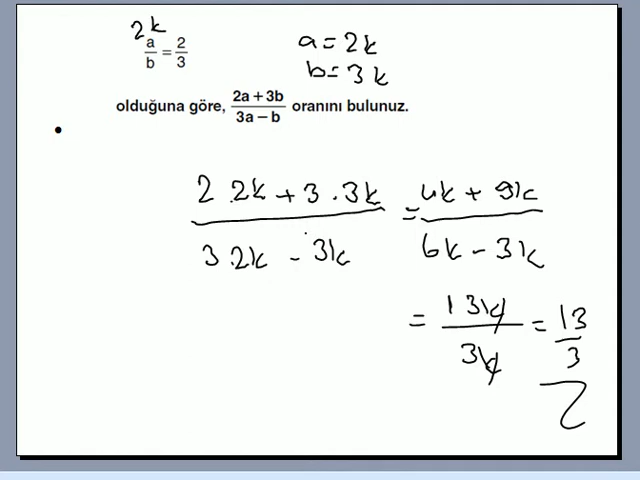 2k
a/b = 2/3
a = 2k
b = 3k
olduğuna göre, (2a + 3b)/(3a − b) oranını bulunuz.
(2.2k + 3.3k)/(3.2k − 3k) = (4k + 9k)/(6k − 3k)
= 13k/3k = 13/3